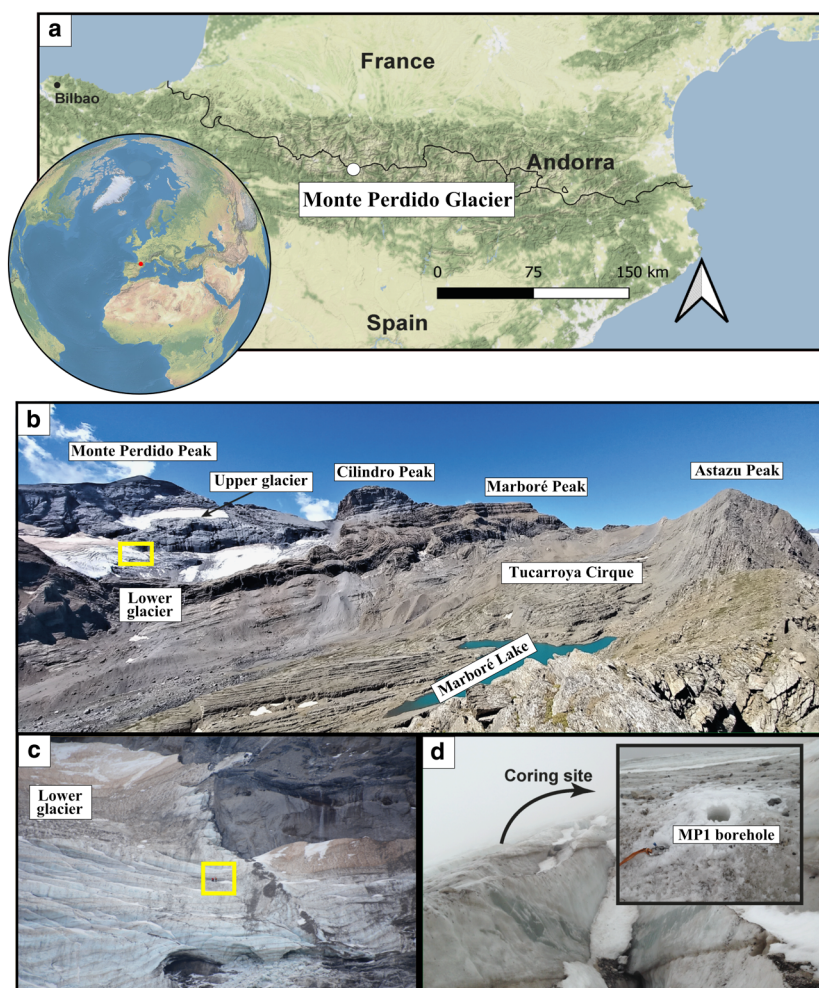 a
France
Bilbao
Andorra
Monte Perdido Glacier
0 75 150 km
Spain
b
Monte Perdido Peak
Upper glacier
Cilindro Peak
Marboré Peak
Astazu Peak
Tucarroya Cirque
Lower
glacier
Marboré Lake
c
Lower
glacier
d
Coring site
MP1 borehole